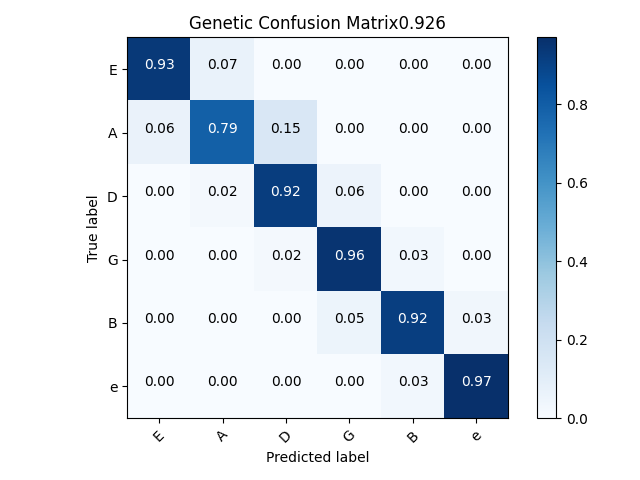 Genetic Confusion Matrix0.926
E 0.93 0.07 0.00 0.00 0.00 0.00
A 0.06 0.79 0.15 0.00 0.00 0.00
D 0.00 0.02 0.92 0.06 0.00 0.00
G 0.00 0.00 0.02 0.96 0.03 0.00
B 0.00 0.00 0.00 0.05 0.92 0.03
e 0.00 0.00 0.00 0.00 0.03 0.97
E A D G B e
True label
Predicted label
0.8
0.6
0.4
0.2
0.0